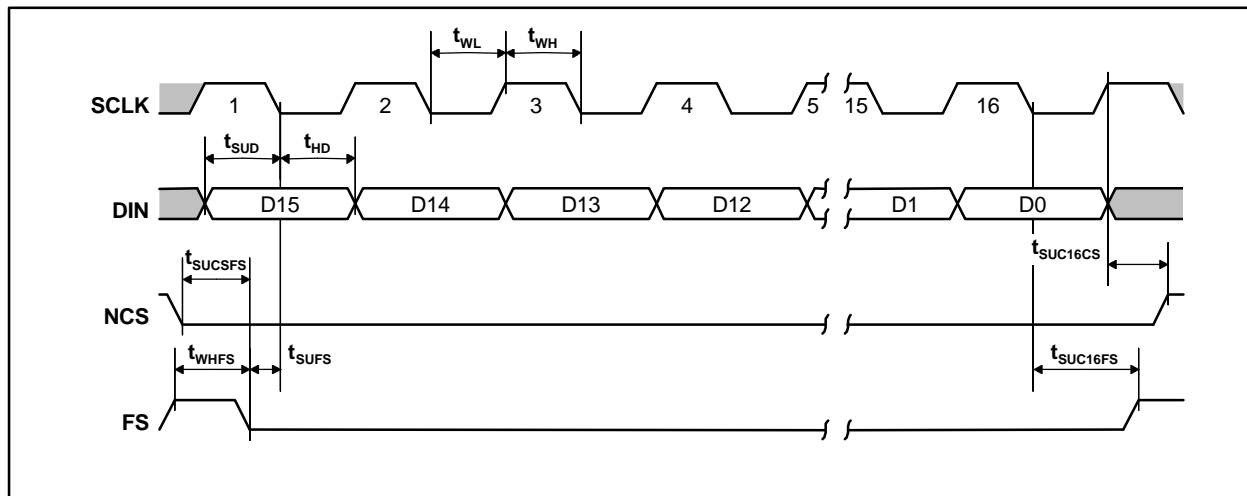 tWL tWH
SCLK 1 2 3 4 5 15 16
tSUD tHD
DIN D15 D14 D13 D12 D1 D0
tSUCSFS tSUC16CS
NCS
tWHFS tSUFS tSUC16FS
FS